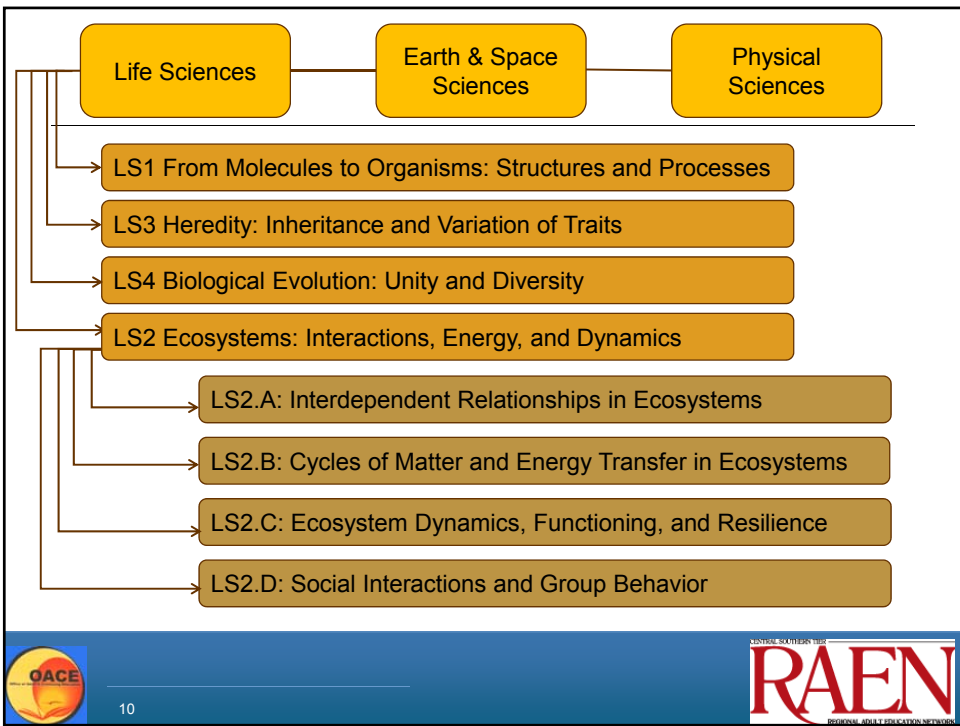 Life Sciences
Earth & Space
Sciences
Physical
Sciences
LS1 From Molecules to Organisms: Structures and Processes
LS3 Heredity: Inheritance and Variation of Traits
LS4 Biological Evolution: Unity and Diversity
LS2 Ecosystems: Interactions, Energy, and Dynamics
LS2.A: Interdependent Relationships in Ecosystems
LS2.B: Cycles of Matter and Energy Transfer in Ecosystems
LS2.C: Ecosystem Dynamics, Functioning, and Resilience
LS2.D: Social Interactions and Group Behavior
OACE
10
CENTRAL SOUTHERN TIER
RAEN
REGIONAL ADULT EDUCATION NETWORK